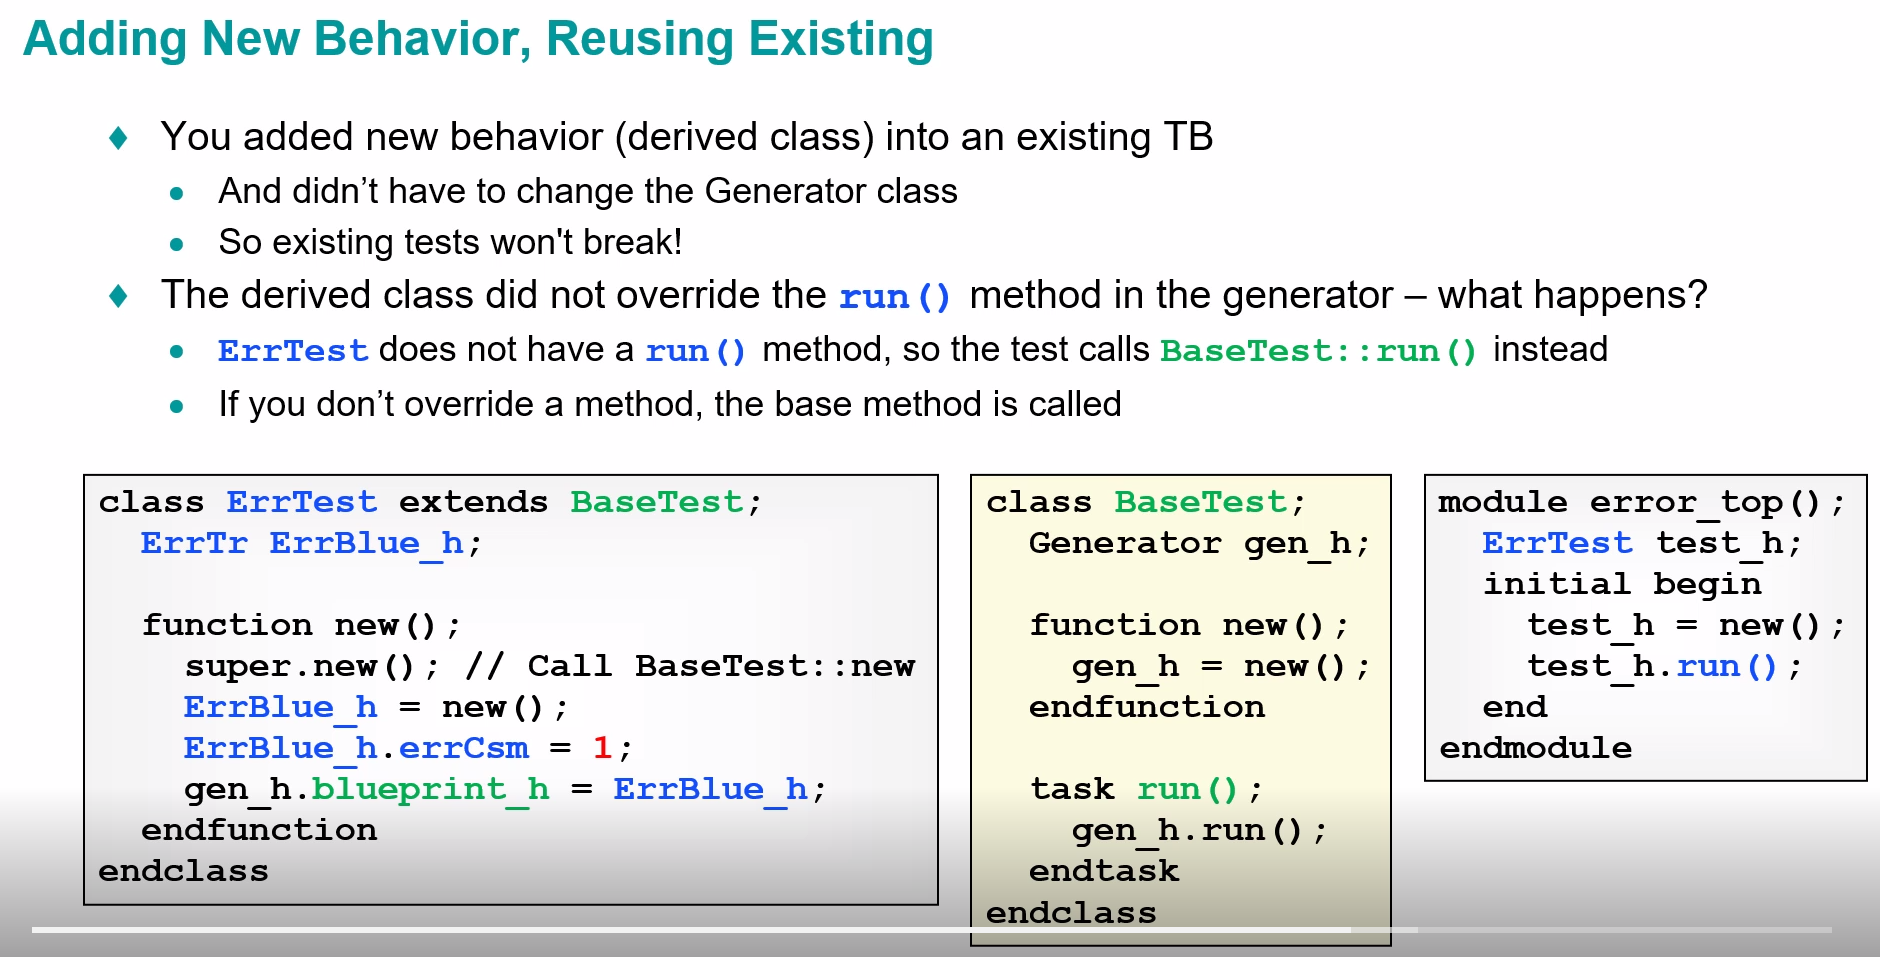 Adding New Behavior, Reusing Existing
♦ You added new behavior (derived class) into an existing TB
• And didn’t have to change the Generator class
• So existing tests won't break!
♦ The derived class did not override the run() method in the generator – what happens?
• ErrTest does not have a run() method, so the test calls BaseTest::run() instead
• If you don’t override a method, the base method is called
class ErrTest extends BaseTest;
  ErrTr ErrBlue_h;

  function new();
    super.new(); // Call BaseTest::new
    ErrBlue_h = new();
    ErrBlue_h.errCsm = 1;
    gen_h.blueprint_h = ErrBlue_h;
  endfunction
endclass
class BaseTest;
  Generator gen_h;

  function new();
    gen_h = new();
  endfunction

  task run();
    gen_h.run();
  endtask
endclass
module error_top();
  ErrTest test_h;
  initial begin
    test_h = new();
    test_h.run();
  end
endmodule